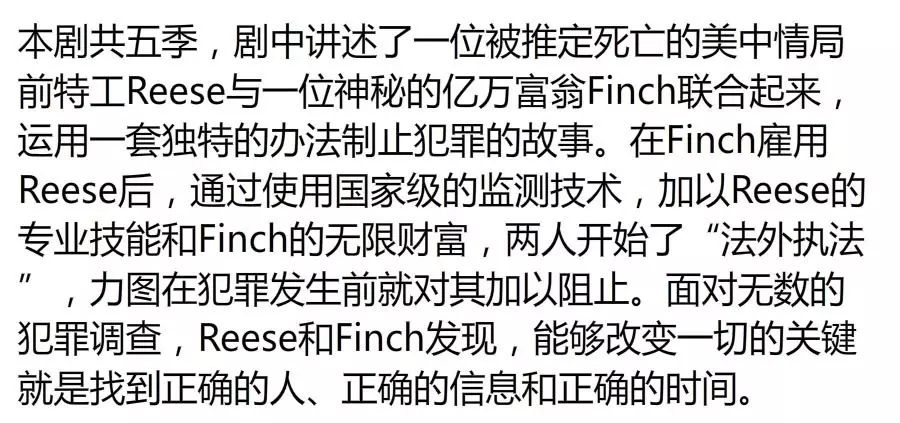 本剧共五季，剧中讲述了一位被推定死亡的美中情局
前特工Reese与一位神秘的亿万富翁Finch联合起来，
运用一套独特的办法制止犯罪的故事。在Finch雇用
Reese后，通过使用国家级的监测技术，加以Reese的
专业技能和Finch的无限财富，两人开始了“法外执法
”，力图在犯罪发生前就对其加以阻止。面对无数的
犯罪调查，Reese和Finch发现，能够改变一切的关键
就是找到正确的人、正确的信息和正确的时间。